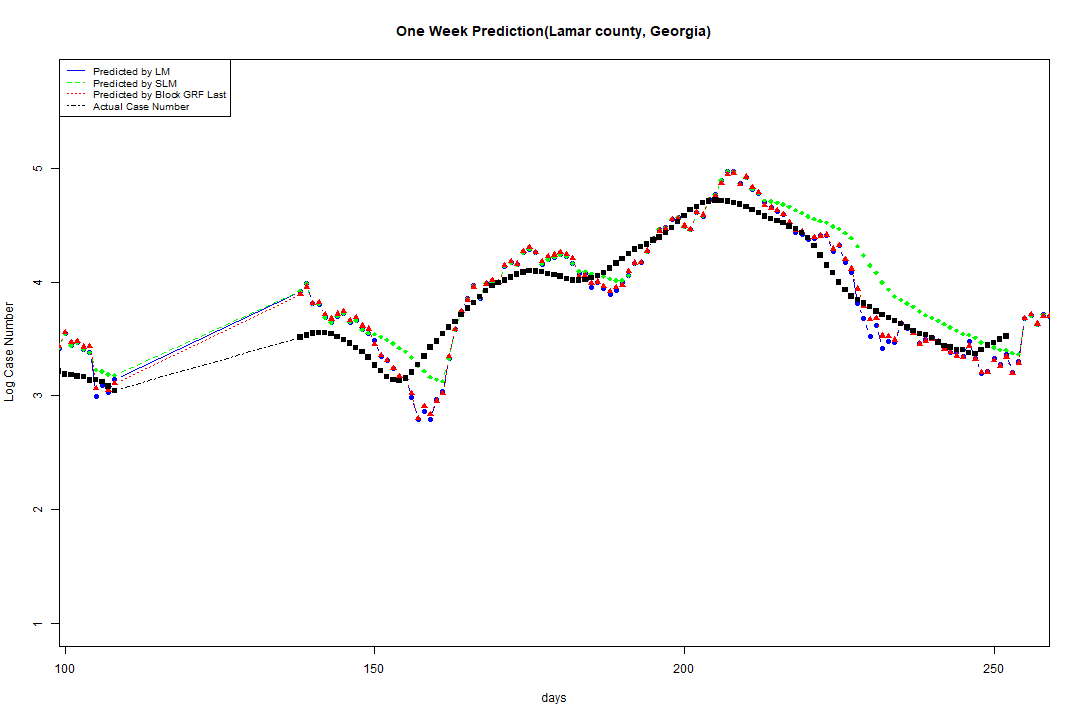 One Week Prediction(Lamar county, Georgia)
Predicted by LM
Predicted by SLM
Predicted by Block GRF Last
Actual Case Number
5
4
3
2
1
Log Case Number
100
150
200
250
days